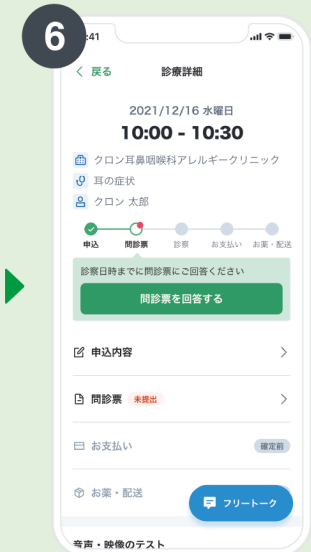 6
:41
戻る
診療詳細
2021/12/16 水曜日
10:00 - 10:30
クロン耳鼻咽喉科アレルギークリニック
耳の症状
クロン 太郎
申込 問診票 診察 お支払い お薬・配送
診察日時までに問診票にご回答ください
問診票を回答する
申込内容
問診票 未提出
お支払い 確定前
お薬・配送
フリートーク
音声・映像のテスト